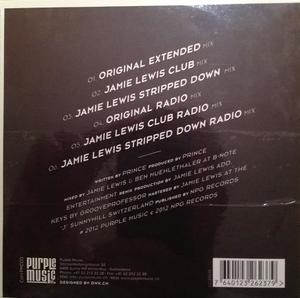 01. ORIGINAL EXTENDED MIX
02. JAMIE LEWIS CLUB MIX
03. JAMIE LEWIS STRIPPED DOWN MIX
04. ORIGINAL RADIO MIX
05. JAMIE LEWIS CLUB RADIO MIX
06. JAMIE LEWIS STRIPPED DOWN RADIO MIX
WRITTEN BY PRINCE PRODUCED BY PRINCE
MIXED BY JAMIE LEWIS & BEN MUEHLETHALER AT B-NOTE
ENTERTAINMENT REMIX PRODUCTION BY JAMIE LEWIS ADD.
KEYS BY GROOVEPROFESSOR MASTERED BY JAMIE LEWIS AT THE
"J" SUNNYHILL SWITZERLAND PUBLISHED BY NPG RECORDS
℗ 2012 PURPLE MUSIC © 2012 NPG RECORDS
PURPLE
MUSIC
Purple Music
DESIGNED BY DWK.CH
7 640123 262379 >